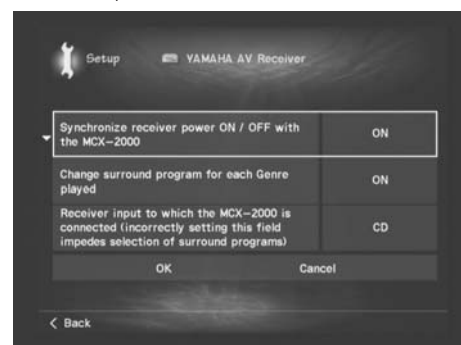 Setup YAMAHA AV Receiver
Synchronize receiver power ON / OFF with
the MCX-2000
ON
Change surround program for each Genre
played
ON
Receiver input to which the MCX-2000 is
connected (incorrectly setting this field
impedes selection of surround programs)
CD
OK Cancel
< Back